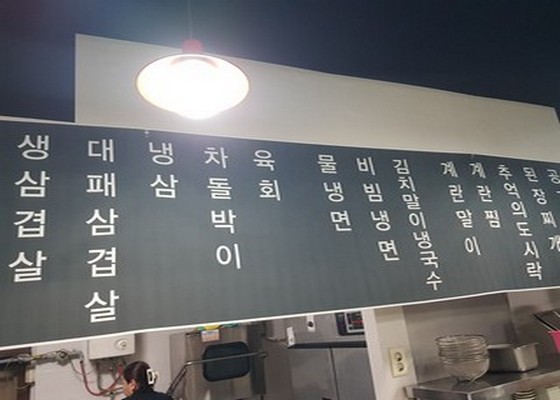 생삼겹살
대패삼겹살
냉삼
차돌박이
육회
물냉면
비빔냉면
김치말이냉국수
계란말이
계란찜
추억의도시락
된장찌개
공